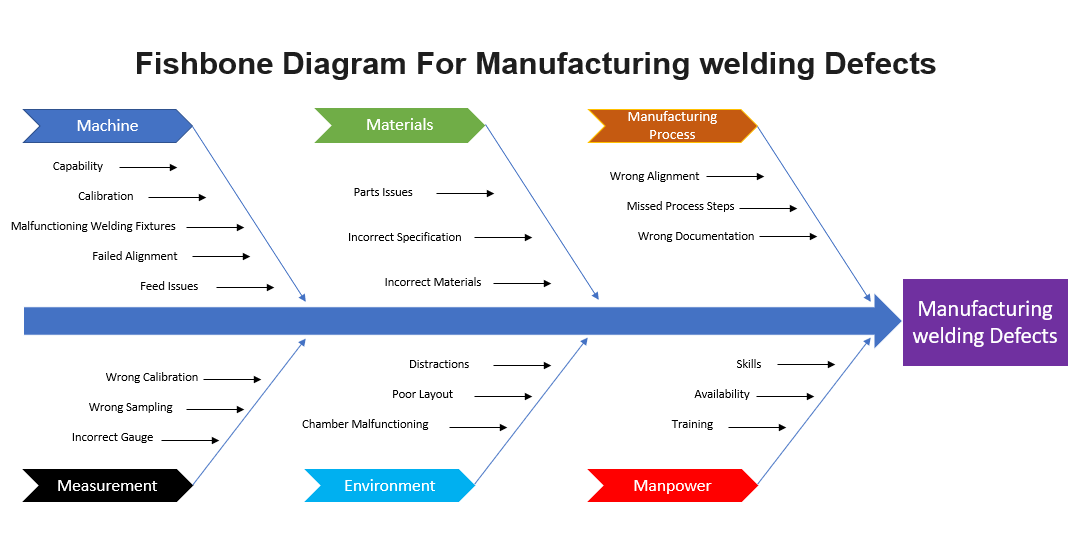 Fishbone Diagram For Manufacturing welding Defects
Machine
Materials
Manufacturing
Process
Capability
Calibration
Malfunctioning Welding Fixtures
Failed Alignment
Feed Issues
Parts Issues
Incorrect Specification
Incorrect Materials
Wrong Alignment
Missed Process Steps
Wrong Documentation
Manufacturing
welding Defects
Wrong Calibration
Wrong Sampling
Incorrect Gauge
Distractions
Poor Layout
Chamber Malfunctioning
Skills
Availability
Training
Measurement
Environment
Manpower